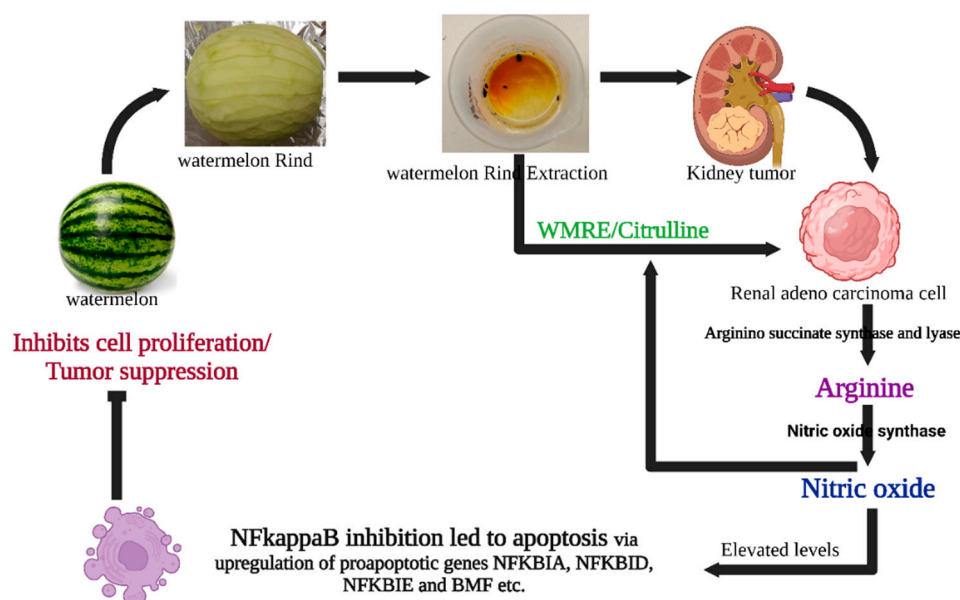 watermelon Rind
watermelon Rind Extraction
Kidney tumor
WMRE/Citrulline
watermelon
Renal adeno carcinoma cell
Inhibits cell proliferation/
Tumor suppression
Arginino succinate synthase and lyase
Arginine
Nitric oxide synthase
Nitric oxide
NFkappaB inhibition led to apoptosis via
upregulation of proapoptotic genes NFKBIA, NFKBID,
NFKBIE and BMF etc.
Elevated levels